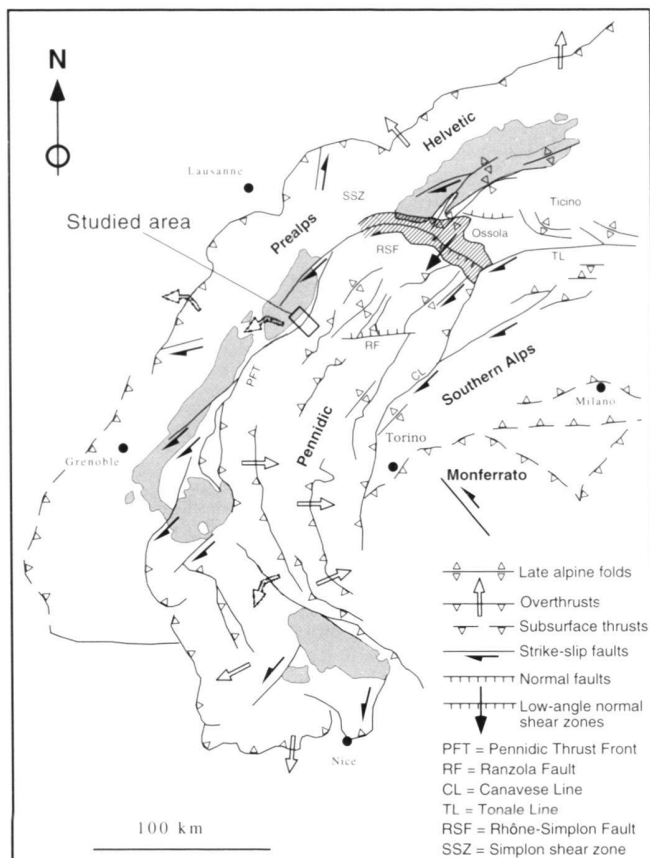 N
Helvetic
Lausanne
SSZ
Ticino
Studied area
Prealps
Ossola
RSF
TL
RF
PFT
CL
Southern Alps
Milano
Pennidic
Torino
Grenoble
Monferrato
Late alpine folds
Overthrusts
Subsurface thrusts
Strike-slip faults
Normal faults
Low-angle normal
shear zones
Nice
PFT = Pennidic Thrust Front
RF = Ranzola Fault
CL = Canavese Line
TL = Tonale Line
RSF = Rhône-Simplon Fault
SSZ = Simplon shear zone
100 km